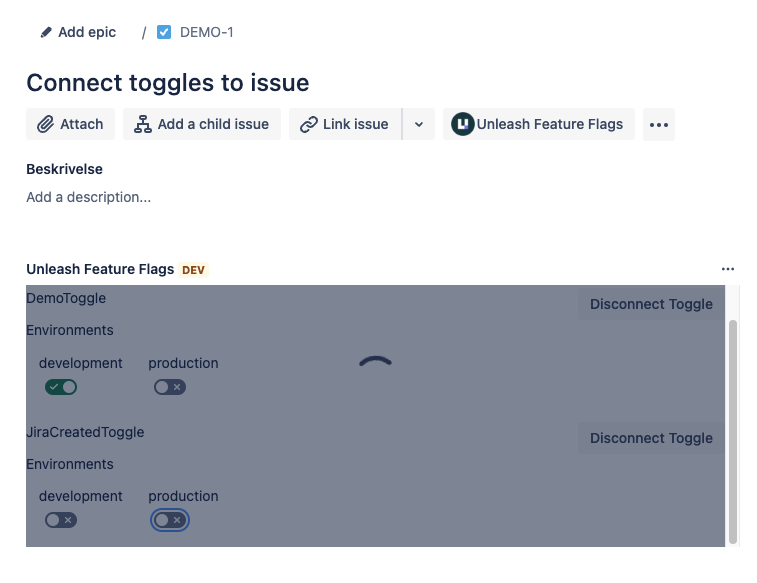 Add epic / DEMO-1
Connect toggles to issue
Attach Add a child issue Link issue Unleash Feature Flags
Beskrivelse
Add a description...
Unleash Feature Flags DEV
DemoToggle Disconnect Toggle
Environments
development production
JiraCreatedToggle Disconnect Toggle
Environments
development production